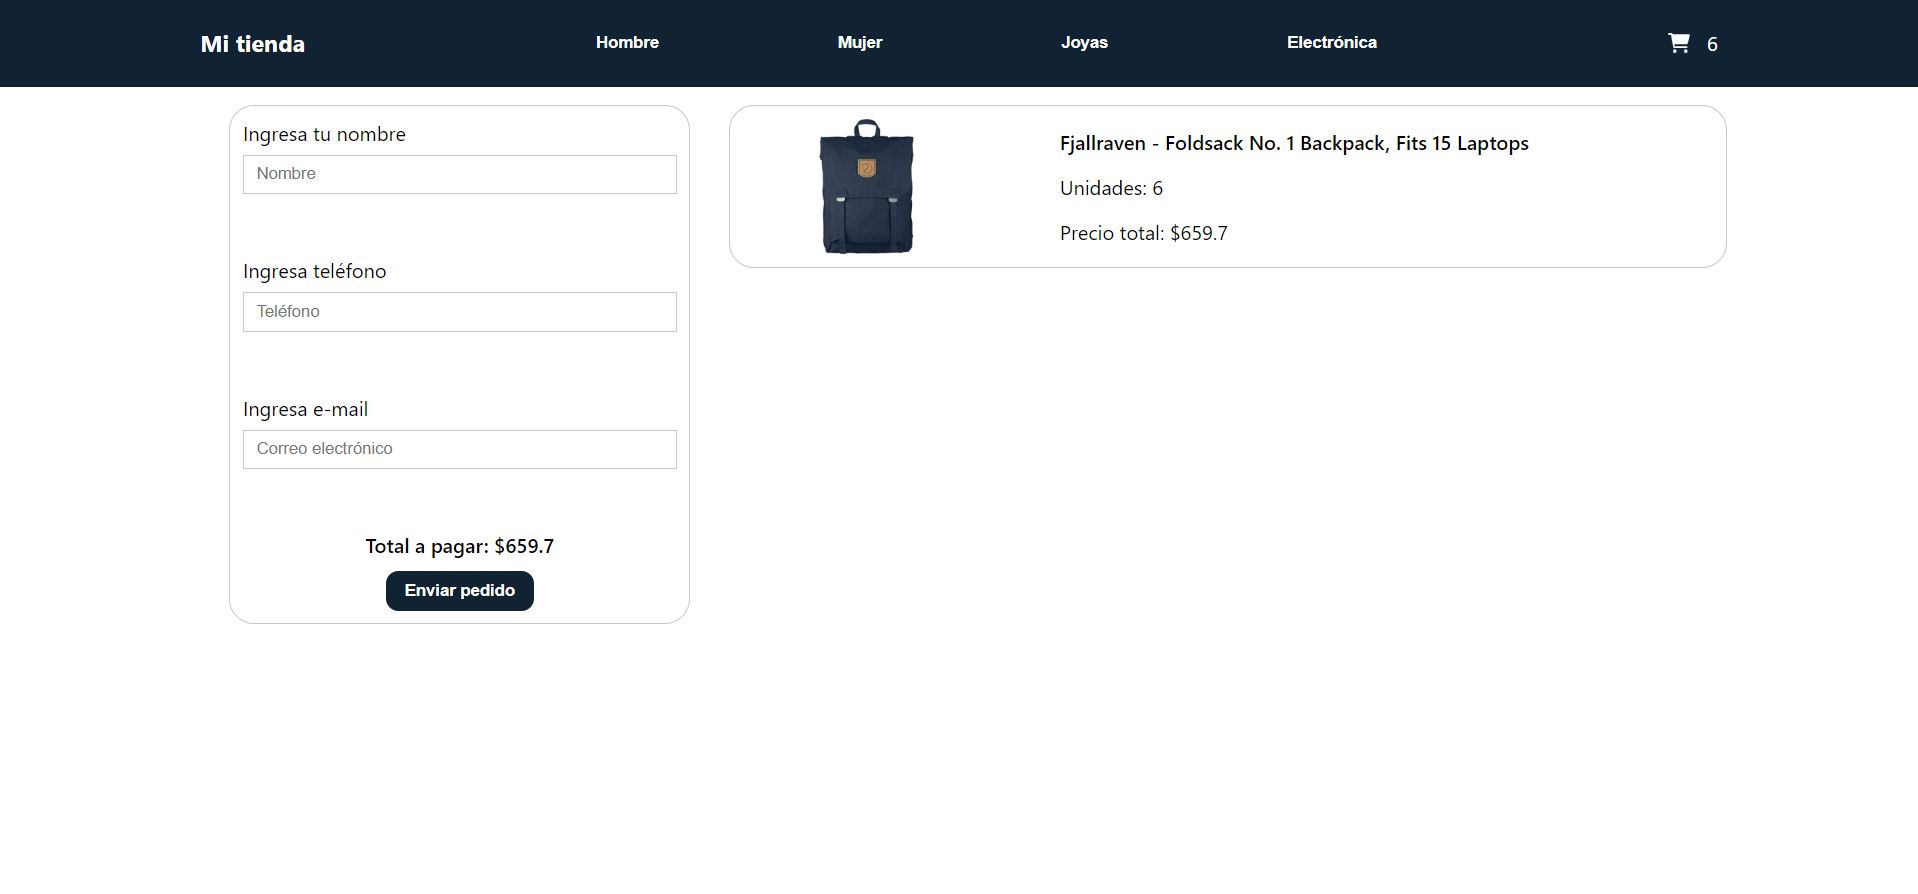 Mi tienda
Hombre
Mujer
Joyas
Electrónica
6
Ingresa tu nombre
Nombre
Ingresa teléfono
Teléfono
Ingresa e-mail
Correo electrónico
Total a pagar: $659.7
Enviar pedido
Fjallraven - Foldsack No. 1 Backpack, Fits 15 Laptops
Unidades: 6
Precio total: $659.7